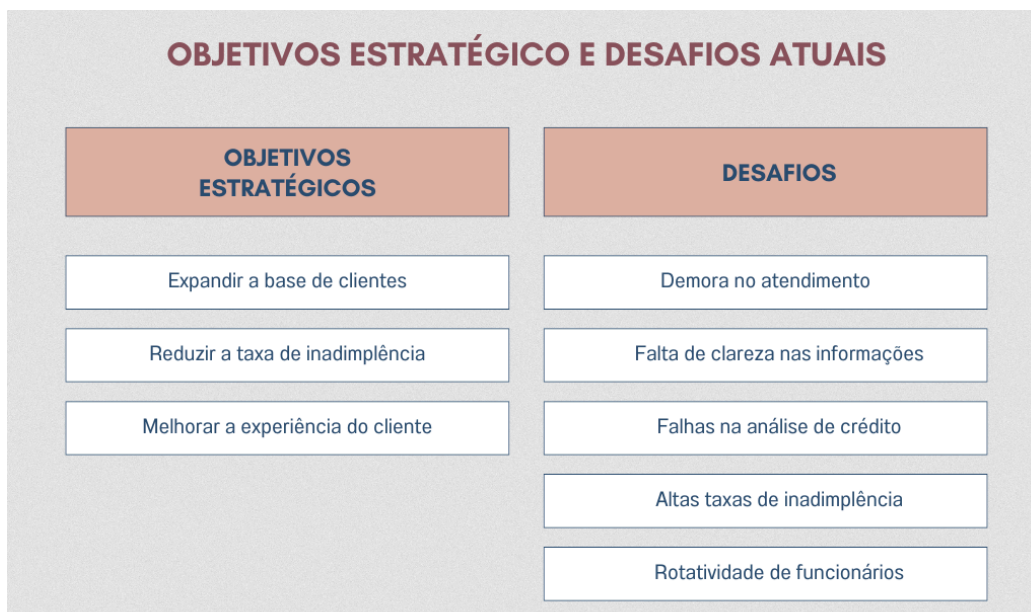 OBJETIVOS ESTRATÉGICO E DESAFIOS ATUAIS
OBJETIVOS
ESTRATÉGICOS
Expandir a base de clientes
Reduzir a taxa de inadimplência
Melhorar a experiência do cliente
DESAFIOS
Demora no atendimento
Falta de clareza nas informações
Falhas na análise de crédito
Altas taxas de inadimplência
Rotatividade de funcionários